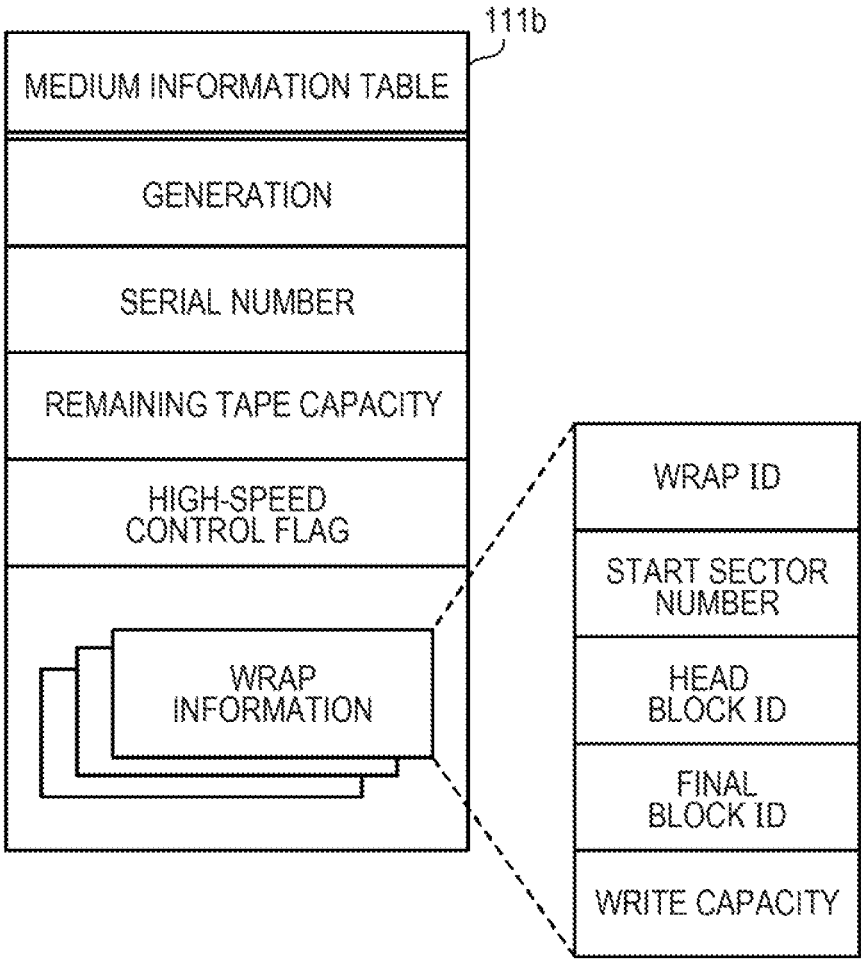 111b
MEDIUM INFORMATION TABLE
GENERATION
SERIAL NUMBER
REMAINING TAPE CAPACITY
HIGH-SPEED
CONTROL FLAG
WRAP
INFORMATION
WRAP ID
START SECTOR
NUMBER
HEAD
BLOCK ID
FINAL
BLOCK ID
WRITE CAPACITY